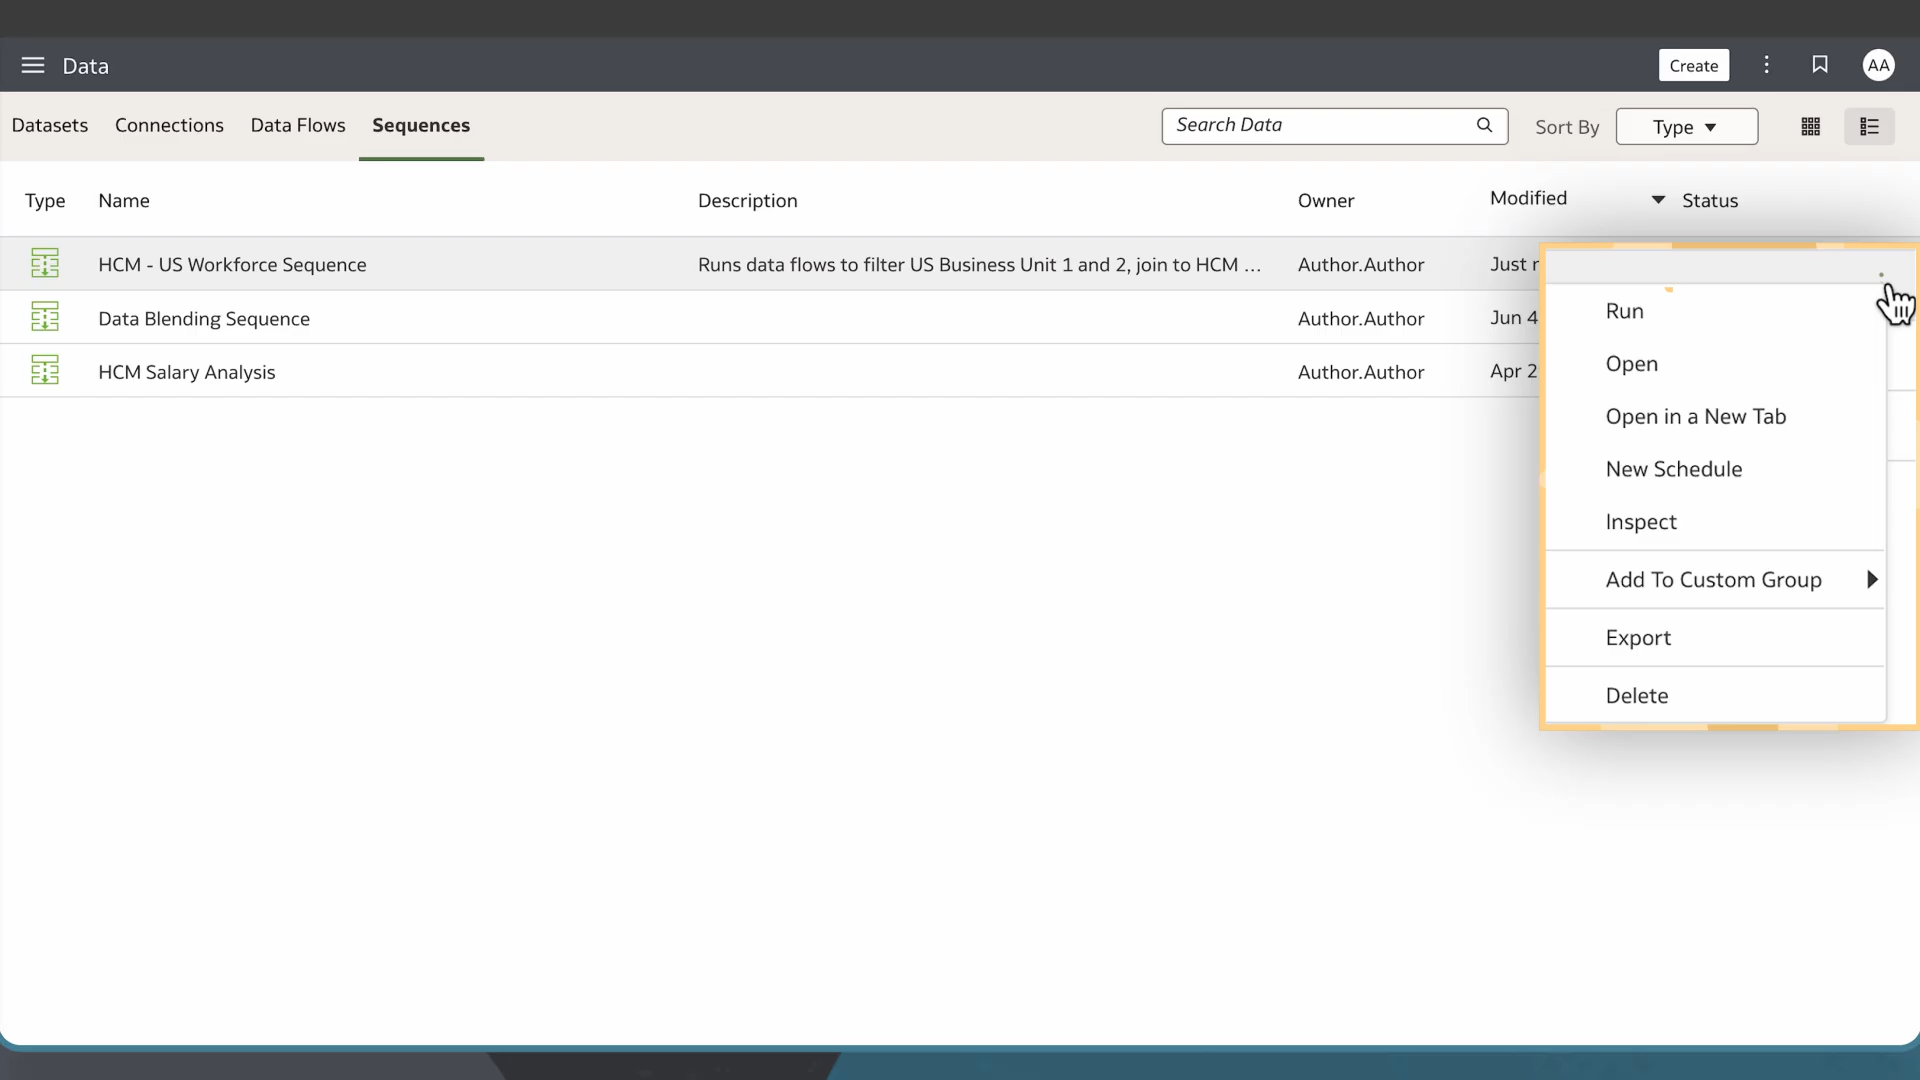 Data
Create
AA
Datasets Connections Data Flows Sequences
Search Data
Sort By
Type
Type Name Description Owner Modified Status
HCM - US Workforce Sequence Runs data flows to filter US Business Unit 1 and 2, join to HCM ... Author.Author Just
Data Blending Sequence Author.Author Jun 4
HCM Salary Analysis Author.Author Apr 2
Run
Open
Open in a New Tab
New Schedule
Inspect
Add To Custom Group
Export
Delete